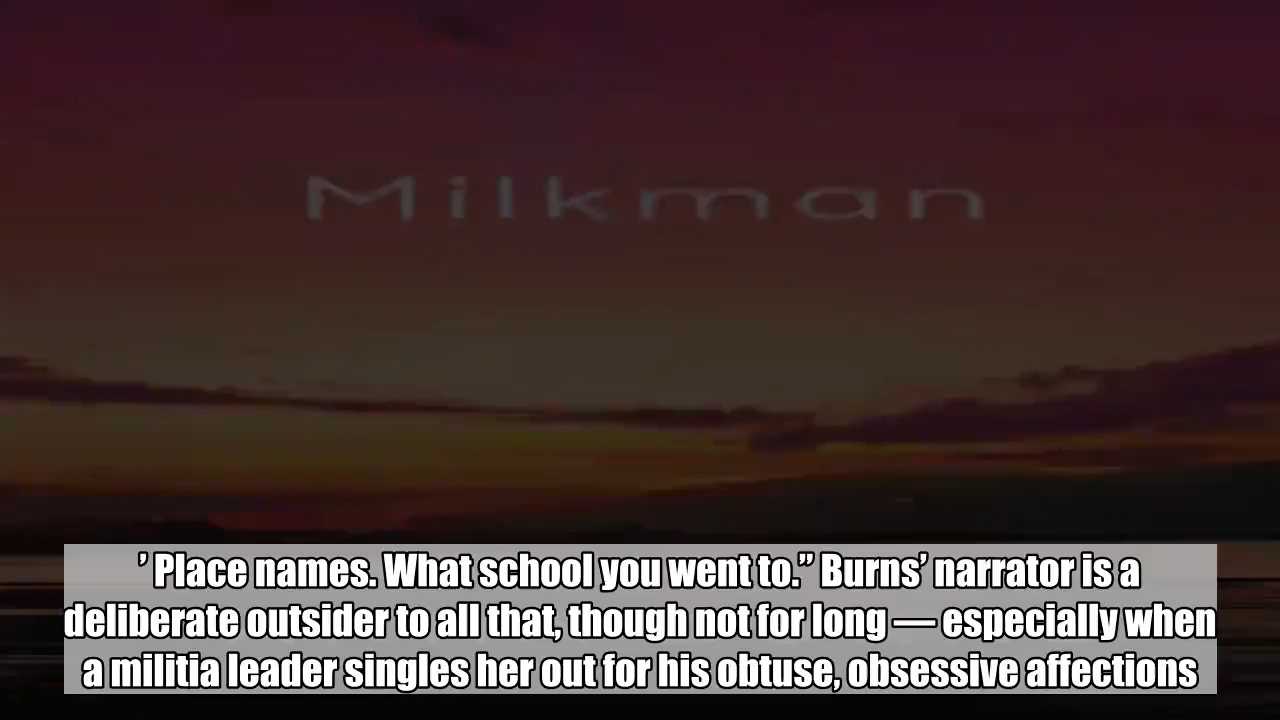 Milkman
’ Place names. What school you went to.” Burns’ narrator is a
deliberate outsider to all that, though not for long — especially when
a militia leader singles her out for his obtuse, obsessive affections